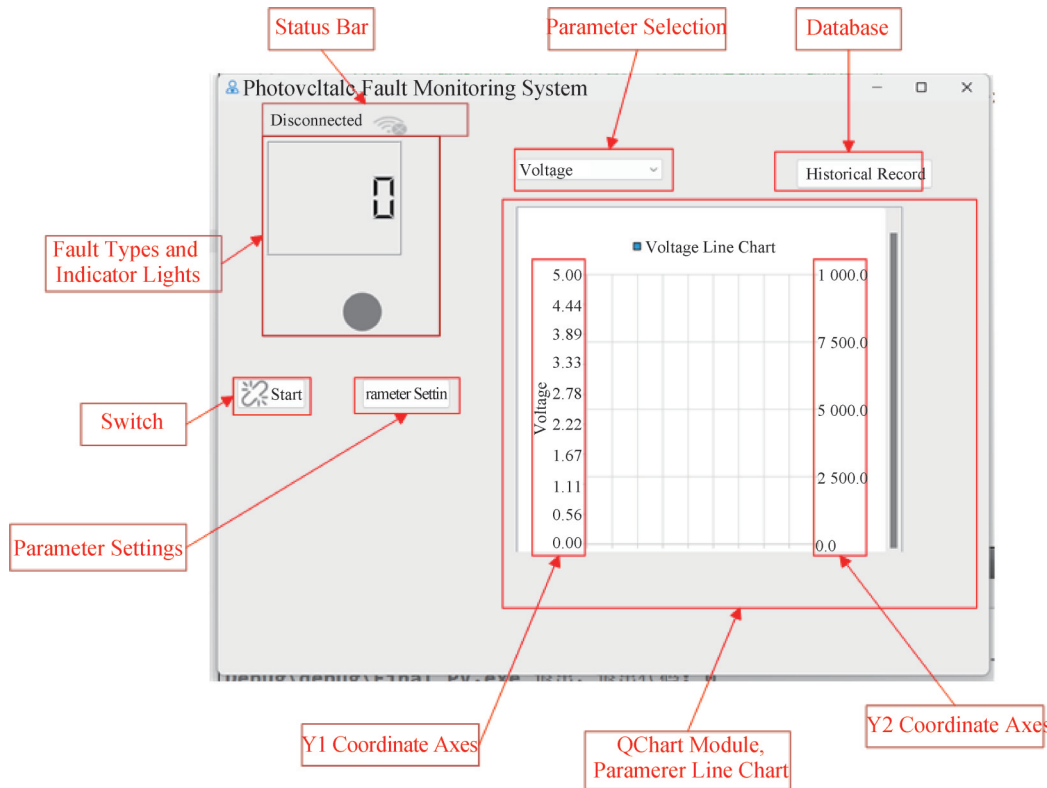 Status Bar
Parameter Selection
Database
Photovcltalc Fault Monitoring System
Disconnected
Voltage
Historical Record
0
Fault Types and
Indicator Lights
Voltage Line Chart
5.00
4.44
3.89
3.33
2.78
2.22
1.67
1.11
0.56
0.00
Voltage
1 000.0
7 500.0
5 000.0
2 500.0
0.0
Start
rameter Settin
Switch
Parameter Settings
Y1 Coordinate Axes
QChart Module,
Paramerer Line Chart
Y2 Coordinate Axes